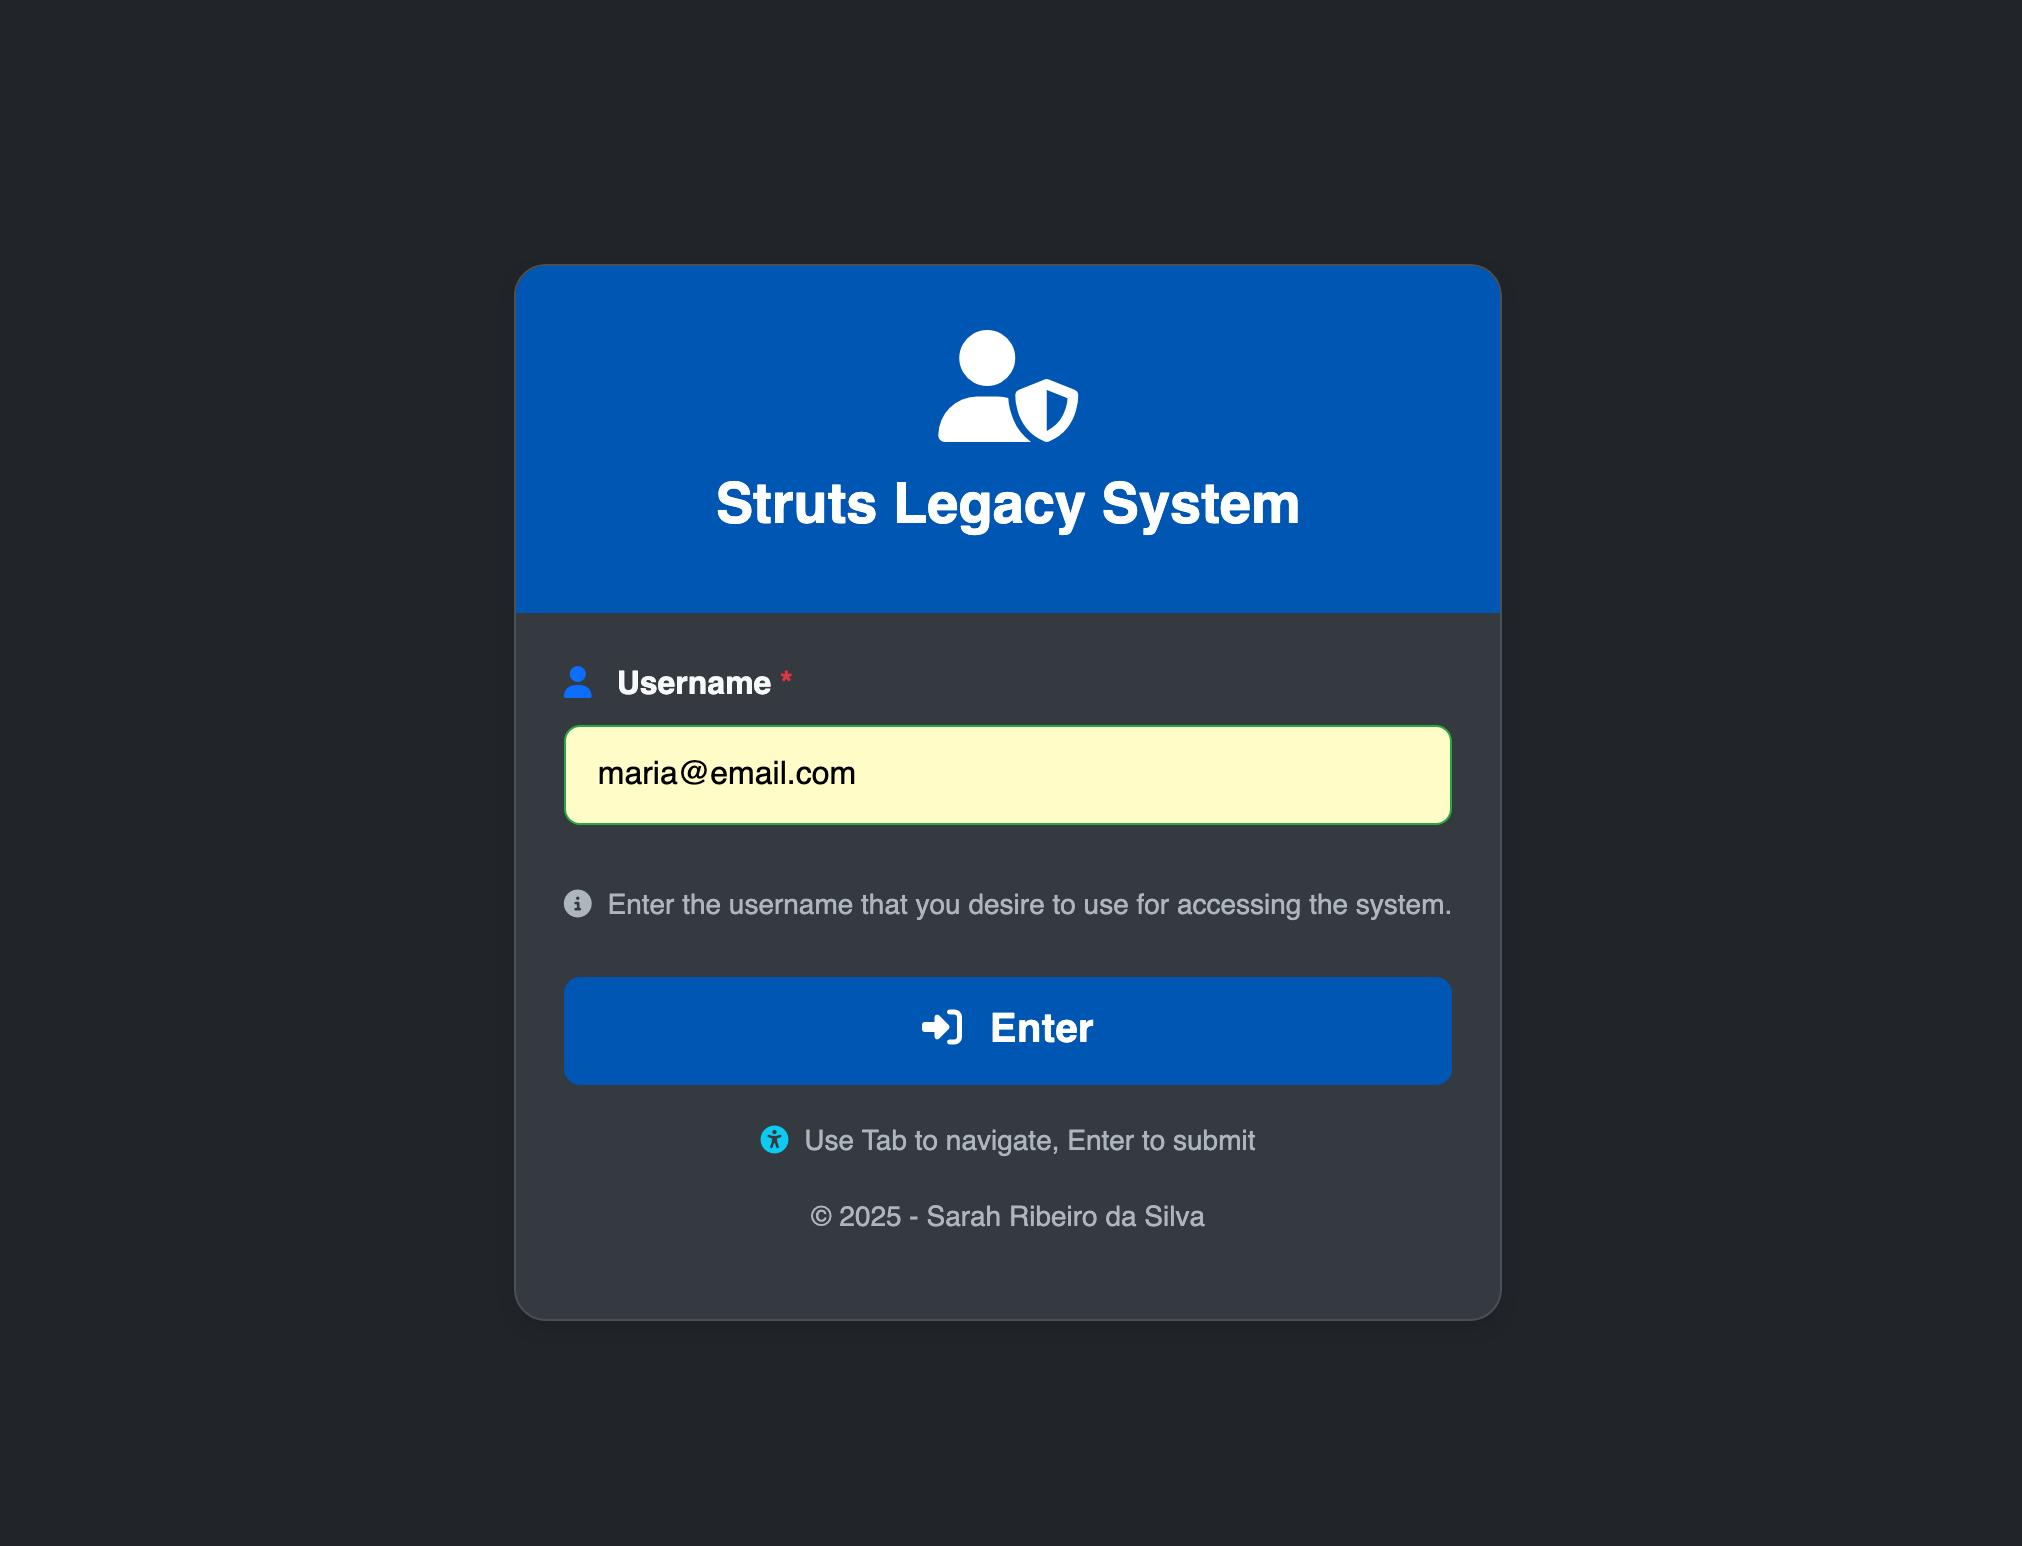 Struts Legacy System
Username *
maria@email.com
Enter the username that you desire to use for accessing the system.
Enter
Use Tab to navigate, Enter to submit
© 2025 - Sarah Ribeiro da Silva